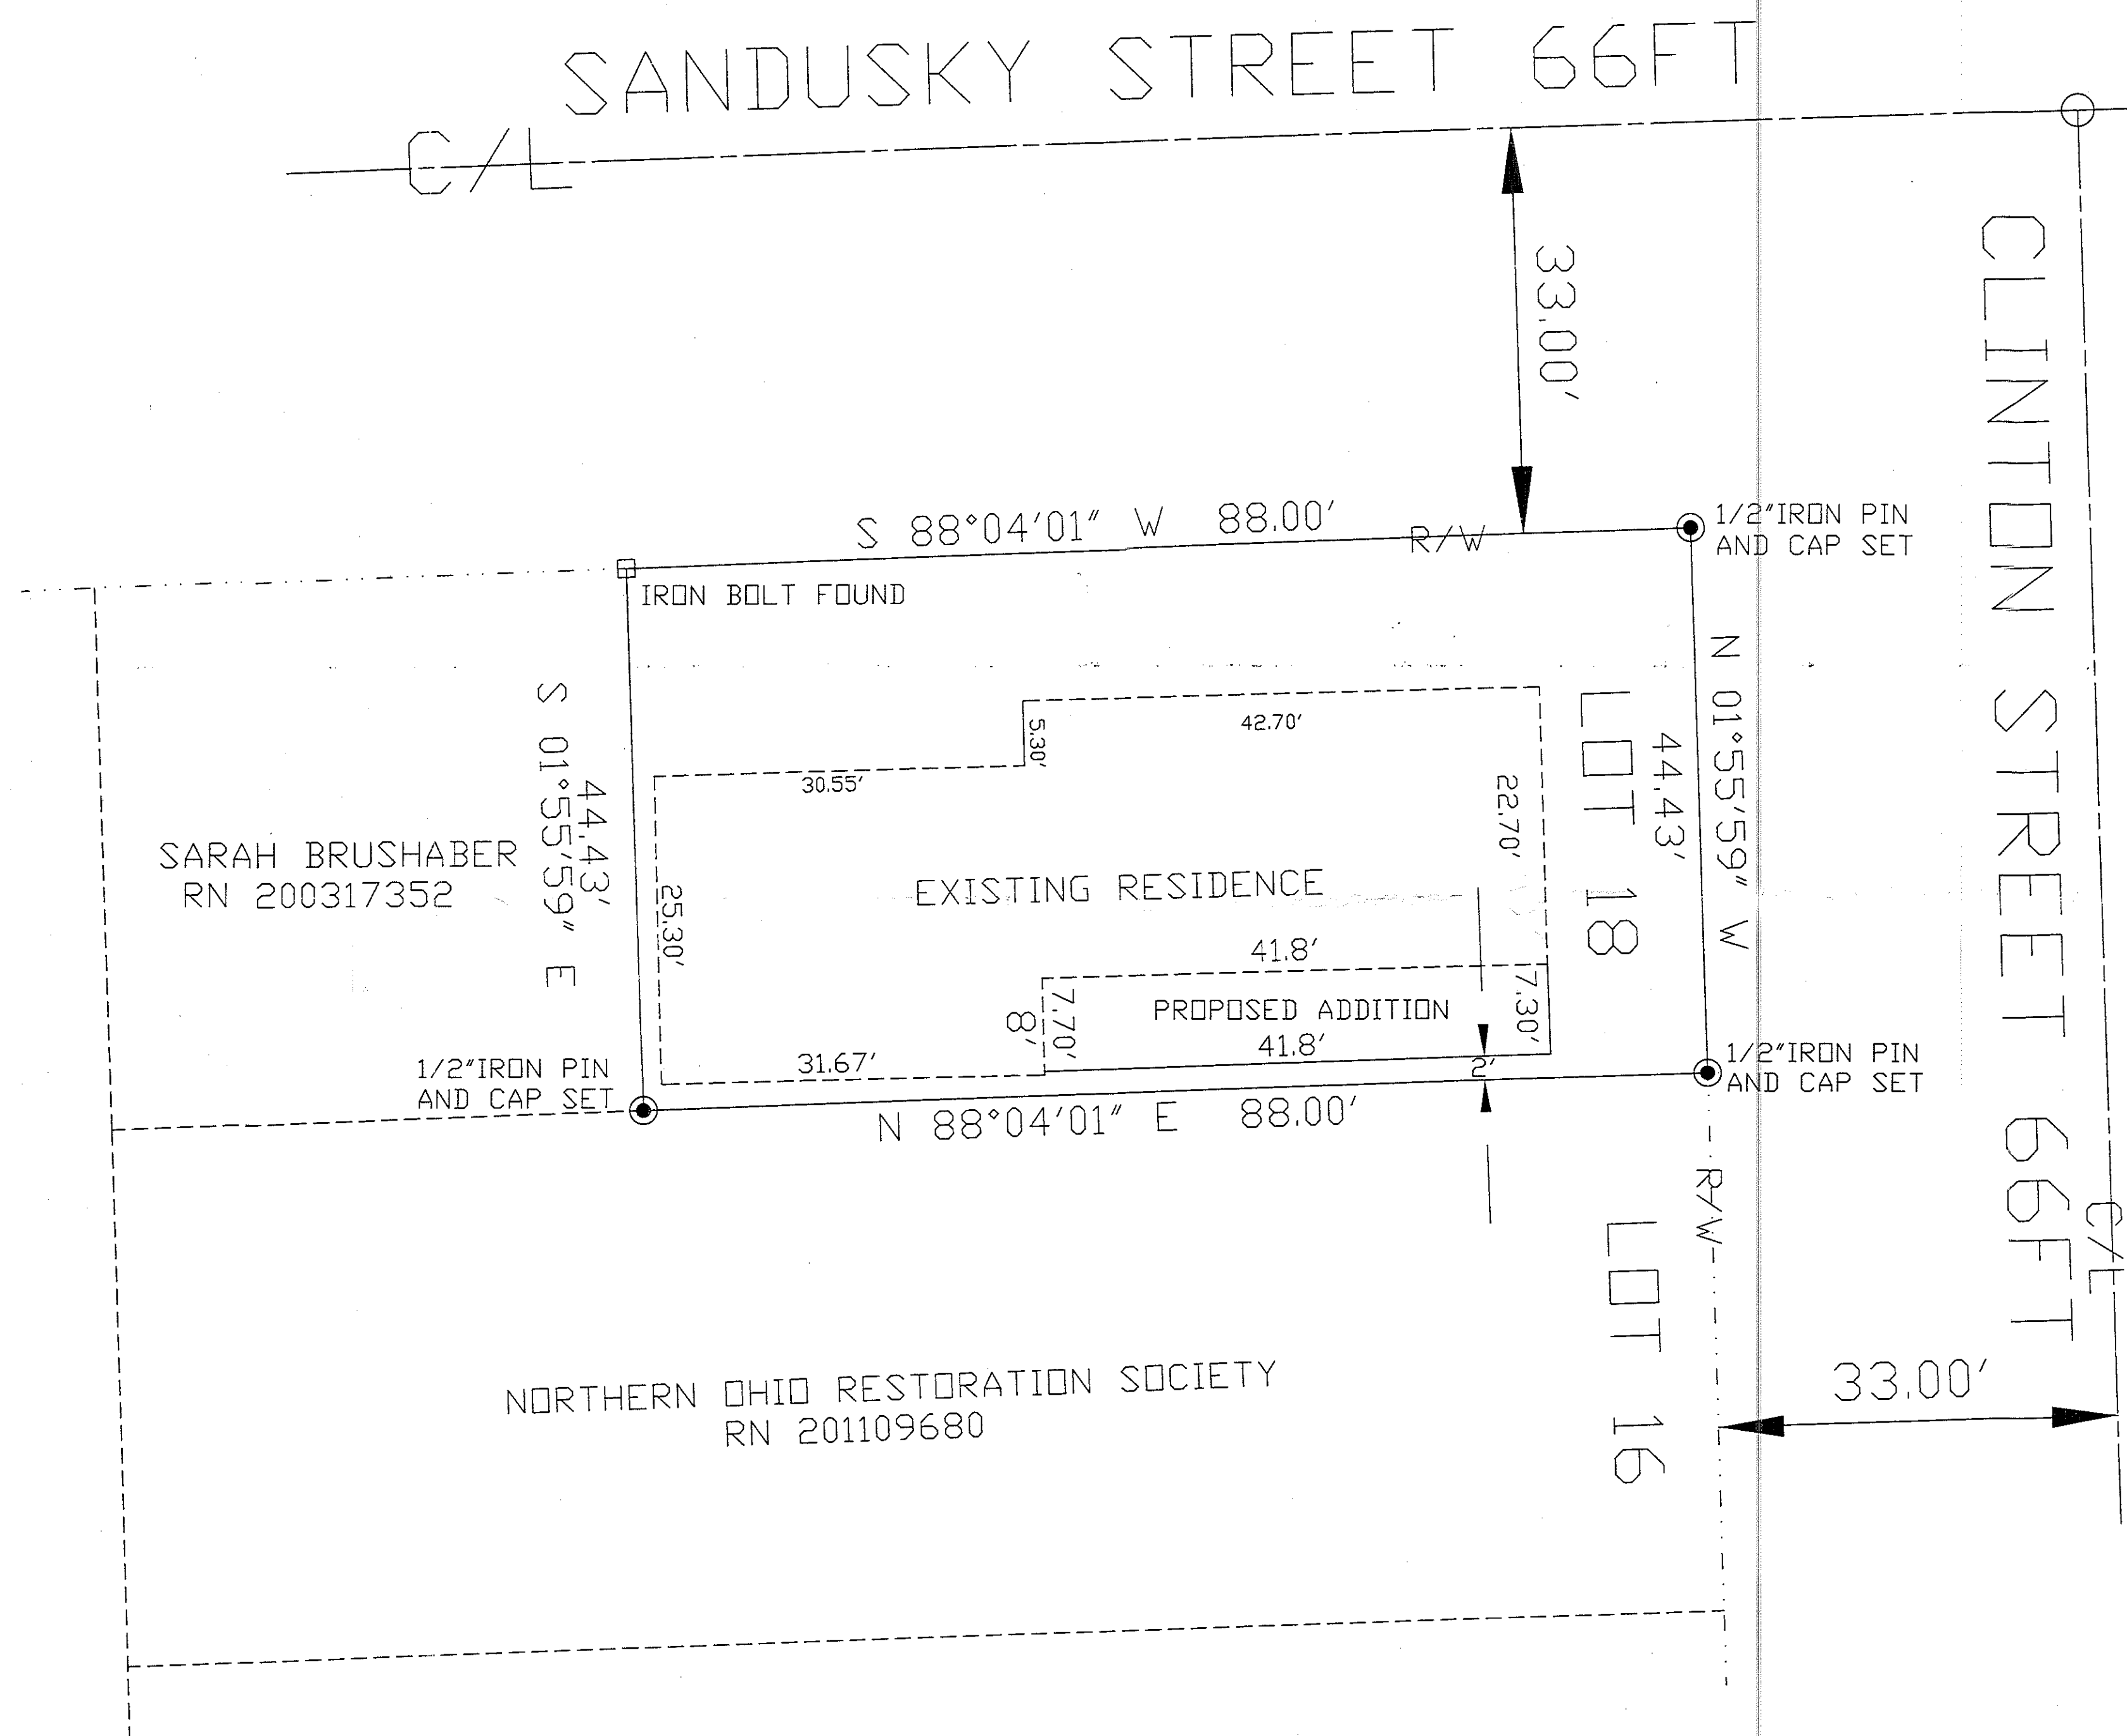 SANDUSKY STREET 66FT
C/L
33.00'
CLINTON STREET 66FT
S 88°04'01" W 88.00'
R/W
1/2"IRON PIN
AND CAP SET
IRON BOLT FOUND
N 01°55'59" W
44.43'
LOT 18
S 01°55'59" E
44.43'
5.30'
42.70'
30.55'
22.70'
SARAH BRUSHABER
RN 200317352
25.30'
EXISTING RESIDENCE
41.8'
7.70'
8'
PROPOSED ADDITION
7.30'
41.8'
31.67'
2'
1/2"IRON PIN
AND CAP SET
1/2"IRON PIN
AND CAP SET
N 88°04'01" E 88.00'
R/W
C/L
LOT 16
NORTHERN OHIO RESTORATION SOCIETY
RN 201109680
33.00'